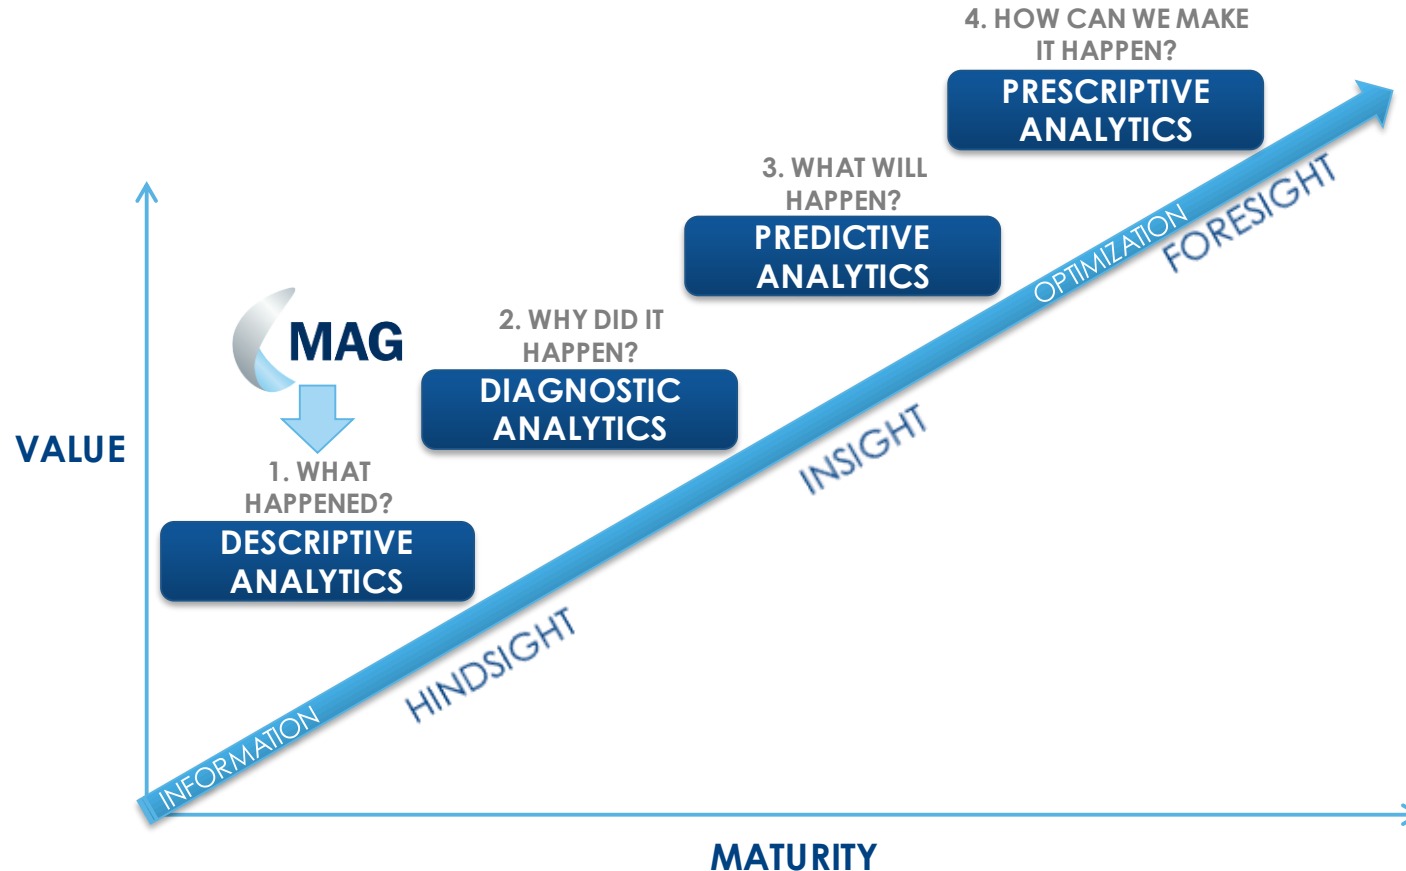 4. HOW CAN WE MAKE
IT HAPPEN?
PRESCRIPTIVE
ANALYTICS
3. WHAT WILL
HAPPEN?
PREDICTIVE
ANALYTICS
OPTIMIZATION
FORESIGHT
MAG
2. WHY DID IT
HAPPEN?
DIAGNOSTIC
ANALYTICS
INSIGHT
VALUE
1. WHAT
HAPPENED?
DESCRIPTIVE
ANALYTICS
HINDSIGHT
INFORMATION
MATURITY